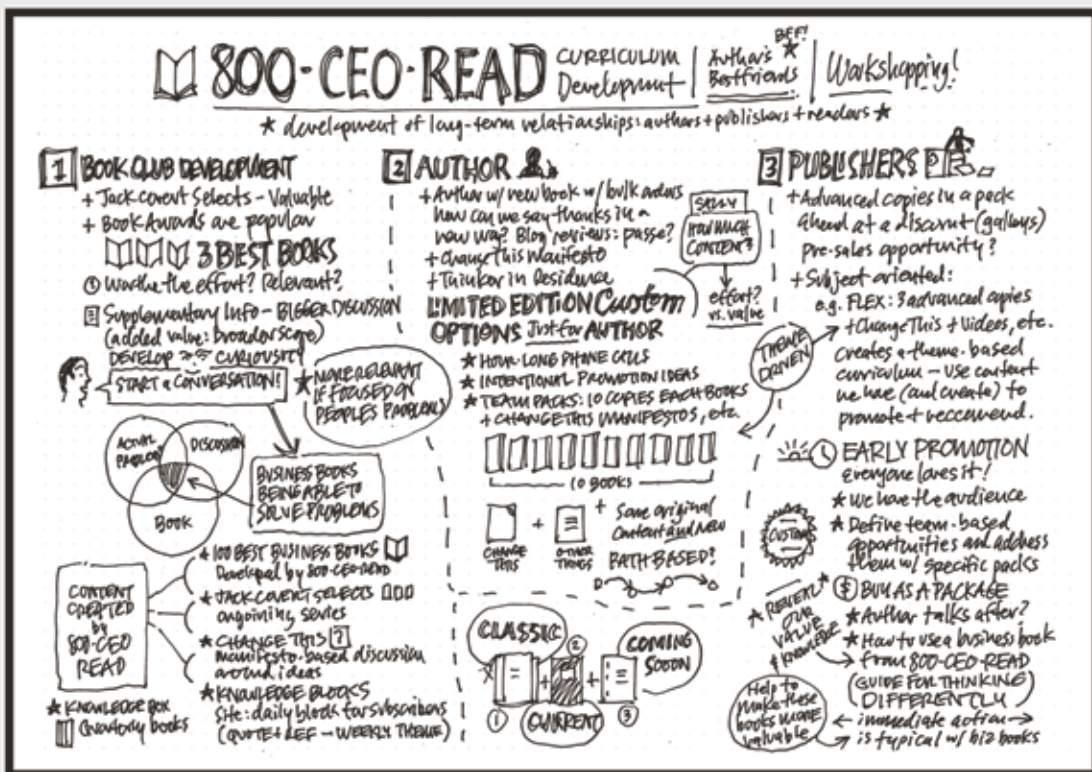 800-CEO-READ
CURRICULUM
Development
Author's
Bestfriends
BFF!
Workshopping!
* development of long-term relationships: authors + publishers + readers *
1 BOOK CLUB DEVELOPMENT
+ Jack Covert Selects - Valuable
+ Book Awards are popular
3 BEST BOOKS
Worth the effort? Relevant?
Supplementary Info - BIGGER DISCUSSION
(added value: broader scope)
DEVELOP
CURIOUSITY
START a CONVERSATION!
* MORE RELEVANT
IF FOCUSED ON
PEOPLE'S PROBLEM
ACTUAL
PROBLEM
DISCUSSION
BOOK
BUSINESS BOOKS
BEING ABLE TO
SOLVE PROBLEMS
CONTENT
CREATED
by
800-CEO
READ
* 100 BEST BUSINESS BOOKS
Developed by 800-CEO-READ
* JACK COVERT SELECTS
ongoining series
* CHANGE THIS
manifesto-based discussion
around ideas
* KNOWLEDGE BLOCKS
Site: daily block for subscribers
(QUOTE + REF - WEEKLY THEME)
* KNOWLEDGE BOX
Quarterly books
2 AUTHOR
+ Author w/ new book w/ bulk orders
how can we say thanks in a
new way? Blog reviews: passe?
+ Change This manifesto
+ Thinker in Residence
SALLY
HOW MUCH
CONTENT?
effort?
vs. value
LIMITED EDITION Custom
OPTIONS Just for AUTHOR
* HOUR-LONG PHONE CALLS
* INTENTIONAL PROMOTION IDEAS
* TEAM PACKS: 10 COPIES EACH BOOKS
+ CHANGE THIS MANIFESTOS, etc.
10 BOOKS
CHANGE
THIS
+
OTHER
THINGS
+ Some original
Content and new
PATH BASED?
CLASSIC
+
+
COMING
SOON
CURRENT
1
2
3
3 PUBLISHERS
+ Advanced copies in a pack
ahead at a discount (galleys)
pre-sales opportunity?
+ Subject oriented:
e.g. FLEX: 3 advanced copies
+ Change This + Videos, etc.
Creates a theme-based
curriculum - use content
we have (and create) to
promote + reccomend.
THEME
DRIVEN
EARLY PROMOTION
everyone loves it!
* We have the audience
* Define team-based
opportunities and address
them w/ specific packs
CUSTOM
$ BUY AS A PACKAGE
* Author talks after?
* How to use a business book
from 800-CEO-READ
(GUIDE FOR THINKING
DIFFERENTLY)
immediate action
is typical w/ biz books
* REVEAL *
OUR
VALUE
KNOWLEDGE
Help to
make these
books more
valuable